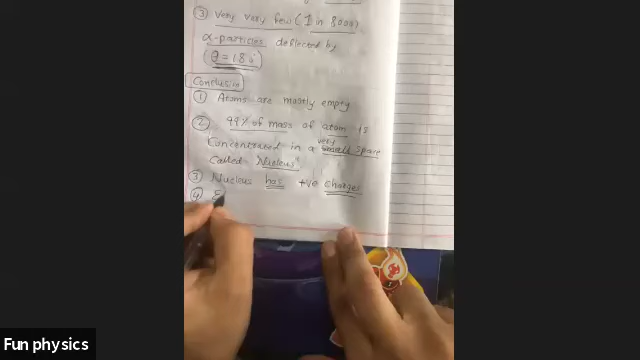 ③ Very very few (1 in 8000)
α-particles deflected by
(θ = 180°)
Conclusion
① Atoms are mostly empty
② 99% of mass of atom is
concentrated in a very small space
Called "Nucleus"
③ Nucleus has +ve charges
④ E
Fun physics